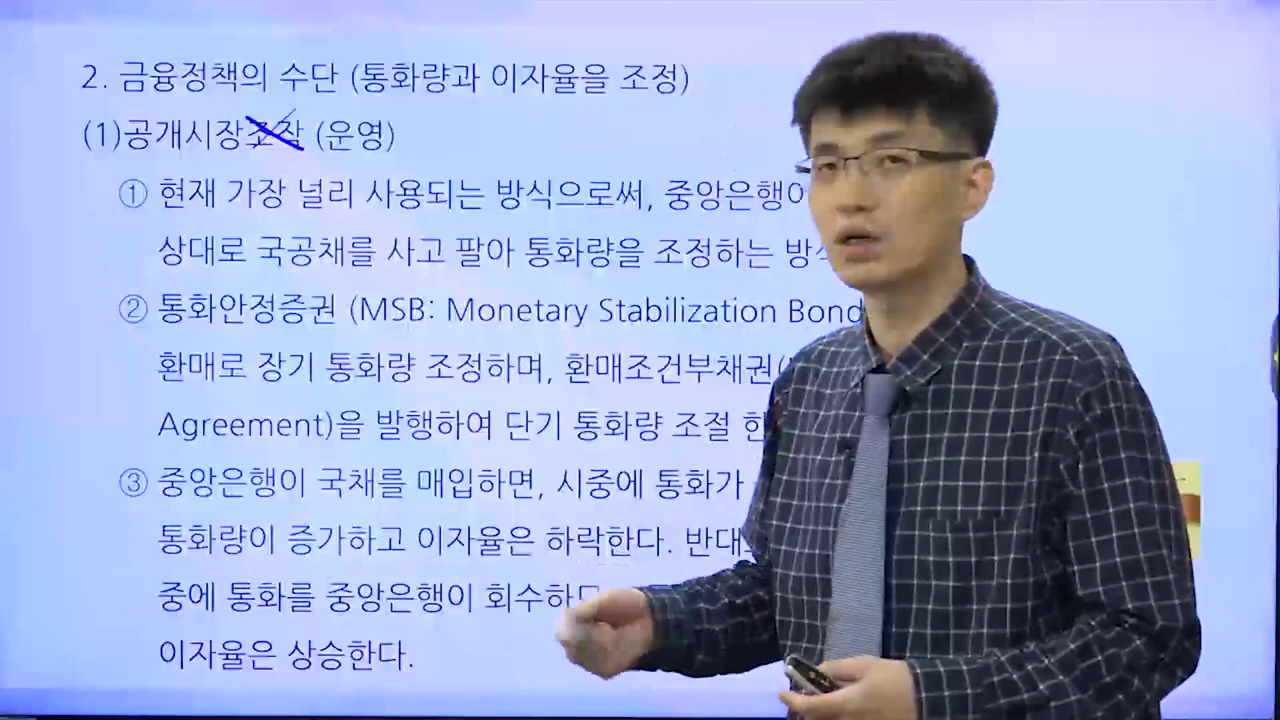 2. 금융정책의 수단 (통화량과 이자율을 조정)
(1)공개시장조작 (운영)
① 현재 가장 널리 사용되는 방식으로써, 중앙은행이
상대로 국공채를 사고 팔아 통화량을 조정하는
② 통화안정증권 (MSB: Monetary Stabilization Bond
환매로 장기 통화량 조정하며, 환매조건부채권(
Agreement)을 발행하여 단기 통화량 조절
③ 중앙은행이 국채를 매입하면, 시중에 통화가
통화량이 증가하고 이자율은 하락한다.
중에 통화를 중앙은행이
이자율은 상승한다.